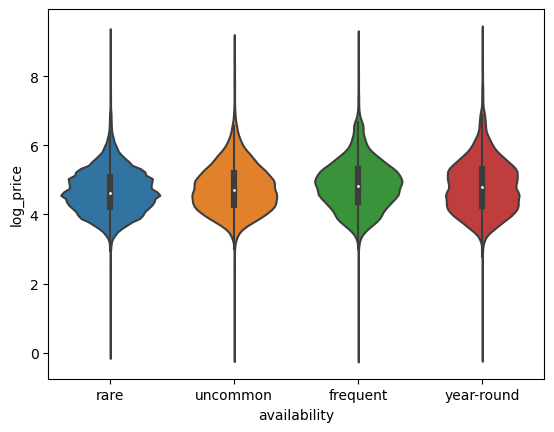 log_price
8
6
4
2
0
rare uncommon frequent year-round
availability